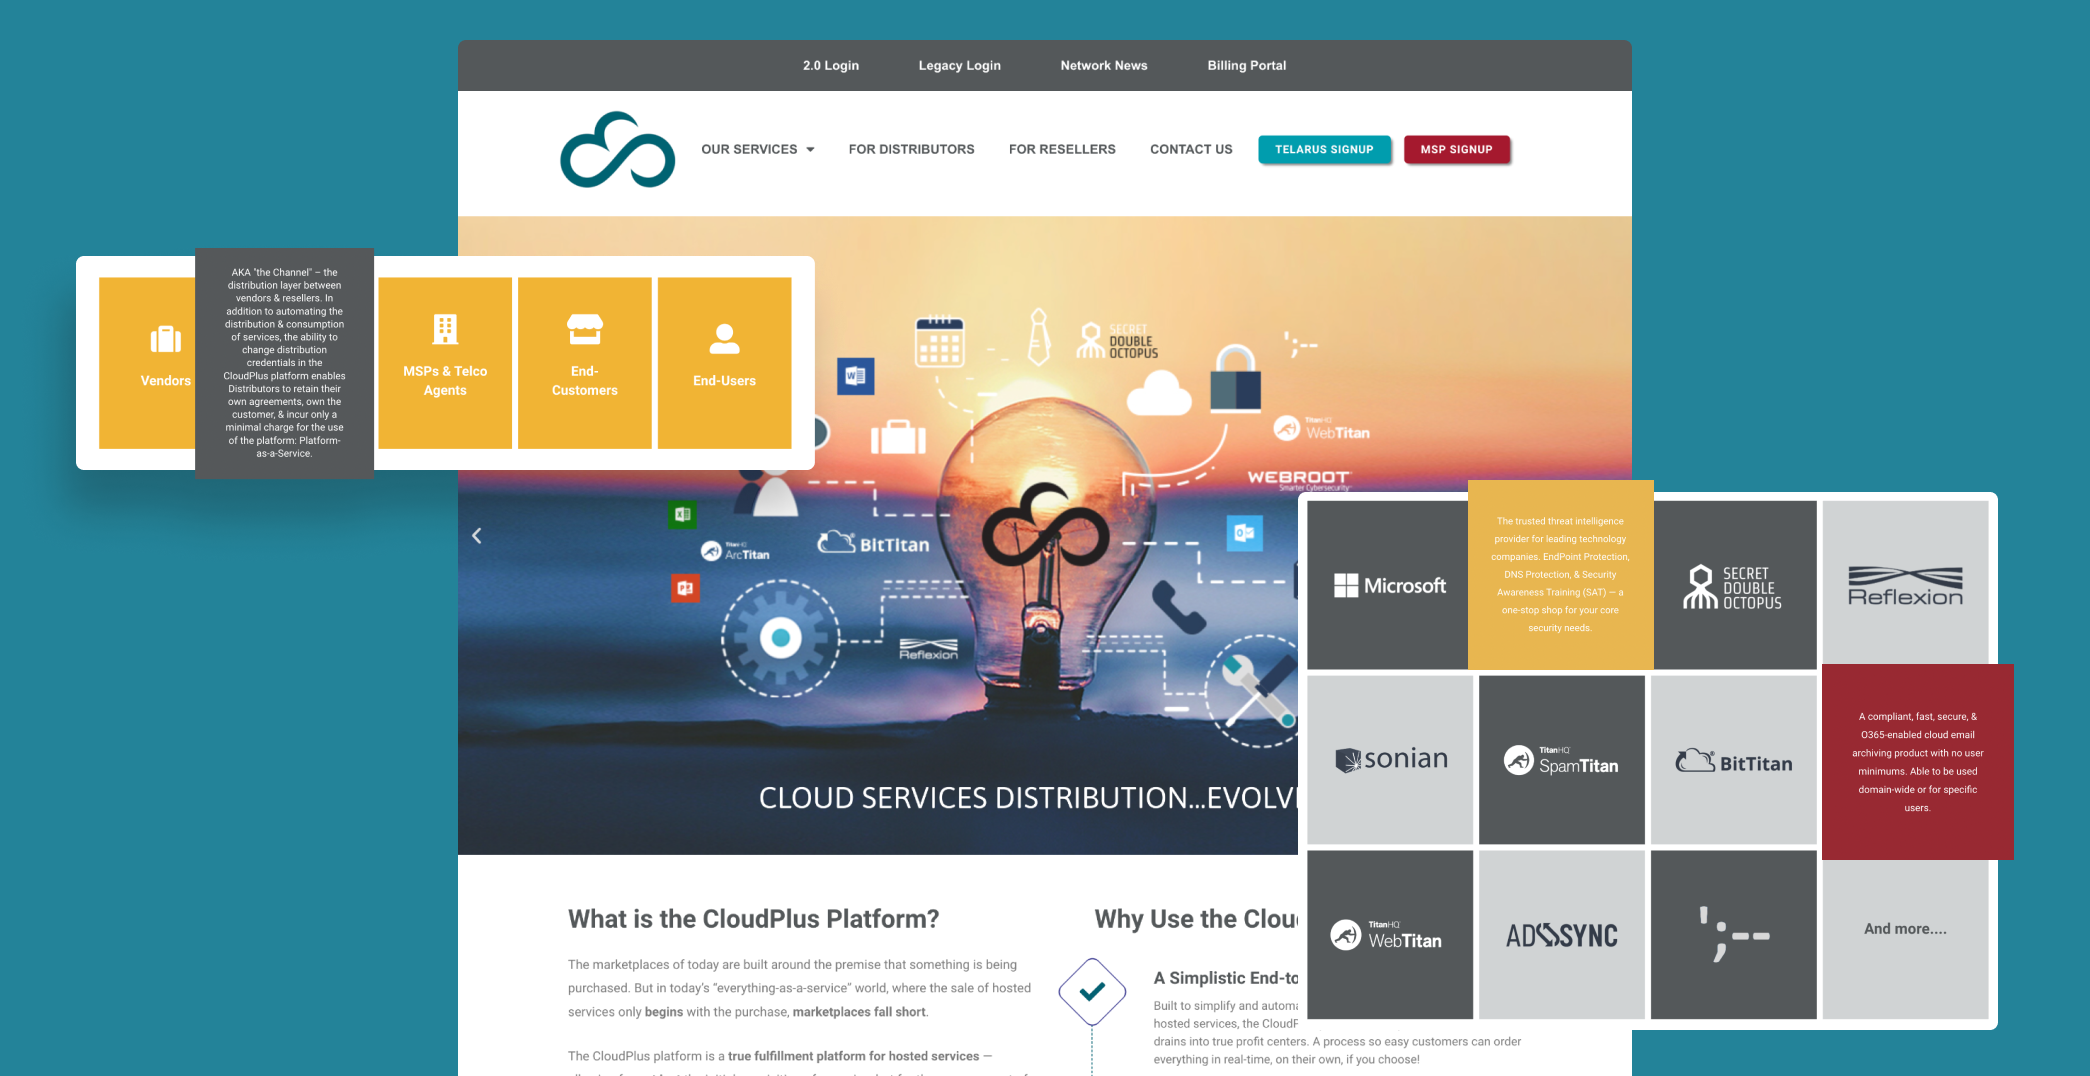 2.0 Login
Legacy Login
Network News
Billing Portal
OUR SERVICES
FOR DISTRIBUTORS
FOR RESELLERS
CONTACT US
TELARUS SIGNUP
MSP SIGNUP
Vendors
AKA "the Channel" – the
distribution layer between
vendors & resellers. In
addition to automating the
distribution & consumption
of services, the ability to
change distribution
credentials in the
CloudPlus platform enables
Distributors to retain their
own agreements, own the
customer, & incur only a
minimal charge for the use
of the platform: Platform-
as-a-Service.
MSPs & Telco
Agents
End-
Customers
End-Users
SECRET
DOUBLE
OCTOPUS
';--
TitanHQ
WebTitan
WEBROOT
Smarter Cybersecurity
TitanHQ
ArcTitan
BitTitan
Reflexion
CLOUD SERVICES DISTRIBUTION...EVOLV
Microsoft
The trusted threat intelligence
provider for leading technology
companies. EndPoint Protection,
DNS Protection, & Security
Awareness Training (SAT) — a
one-stop shop for your core
security needs.
SECRET
DOUBLE
OCTOPUS
Reflexion
sonian
TitanHQ
SpamTitan
BitTitan
A compliant, fast, secure, &
O365-enabled cloud email
archiving product with no user
minimums. Able to be used
domain-wide or for specific
users.
TitanHQ
WebTitan
AD SYNC
';--
And more....
What is the CloudPlus Platform?
The marketplaces of today are built around the premise that something is being
purchased. But in today's "everything-as-a-service" world, where the sale of hosted
services only begins with the purchase, marketplaces fall short.
The CloudPlus platform is a true fulfillment platform for hosted services —
Why Use the Clou
A Simplistic End-to
Built to simplify and automa
hosted services, the CloudP
drains into true profit centers. A process so easy customers can order
everything in real-time, on their own, if you choose!